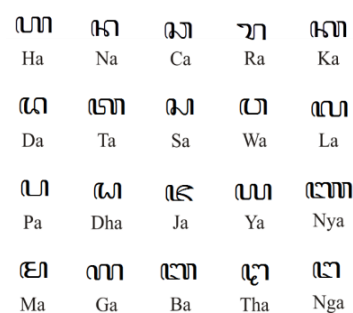 ꦲ ꦤ ꦕ ꦫ ꦏ
Ha Na Ca Ra Ka
ꦢ ꦠ ꦱ ꦮ ꦭ
Da Ta Sa Wa La
ꦥ ꦝ ꦗ ꦪ ꦚ
Pa Dha Ja Ya Nya
ꦩ ꦒ ꦧ ꦛ ꦔ
Ma Ga Ba Tha Nga